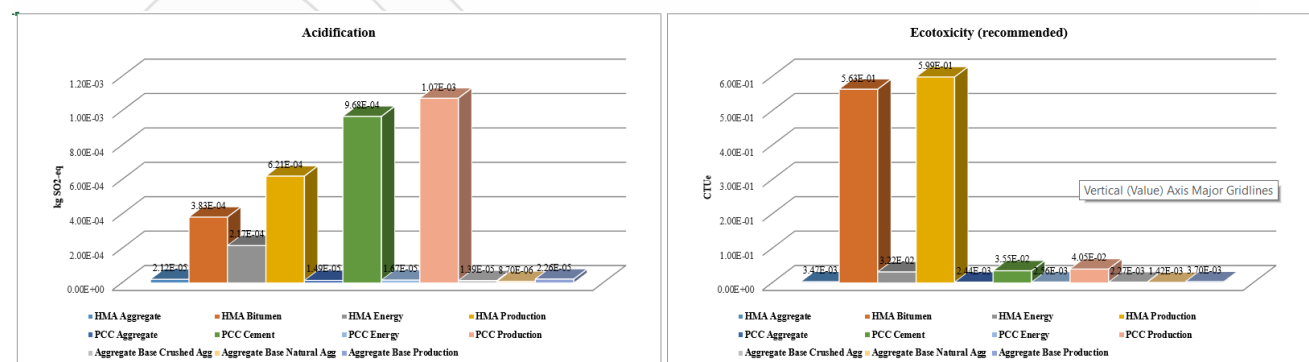 Acidification
kg SO2-eq
1.20E-03
1.00E-03
8.00E-04
6.00E-04
4.00E-04
2.00E-04
0.00E+00
2.12E-05
3.83E-04
2.17E-04
6.21E-04
1.49E-05
9.68E-04
1.67E-05
1.07E-03
1.39E-05
8.70E-06
2.26E-05
HMA Aggregate HMA Bitumen HMA Energy HMA Production
PCC Aggregate PCC Cement PCC Energy PCC Production
Aggregate Base Crushed Agg Aggregate Base Natural Agg Aggregate Base Production
Ecotoxicity (recommended)
CTUe
6.00E-01
5.00E-01
4.00E-01
3.00E-01
2.00E-01
1.00E-01
0.00E+00
3.47E-03
5.63E-01
3.22E-02
5.99E-01
2.44E-03
3.55E-02
4.05E-02
2.27E-03
1.42E-03
3.70E-03
Vertical (Value) Axis Major Gridlines
HMA Aggregate HMA Bitumen HMA Energy HMA Production
PCC Aggregate PCC Cement PCC Energy PCC Production
Aggregate Base Crushed Agg Aggregate Base Natural Agg Aggregate Base Production